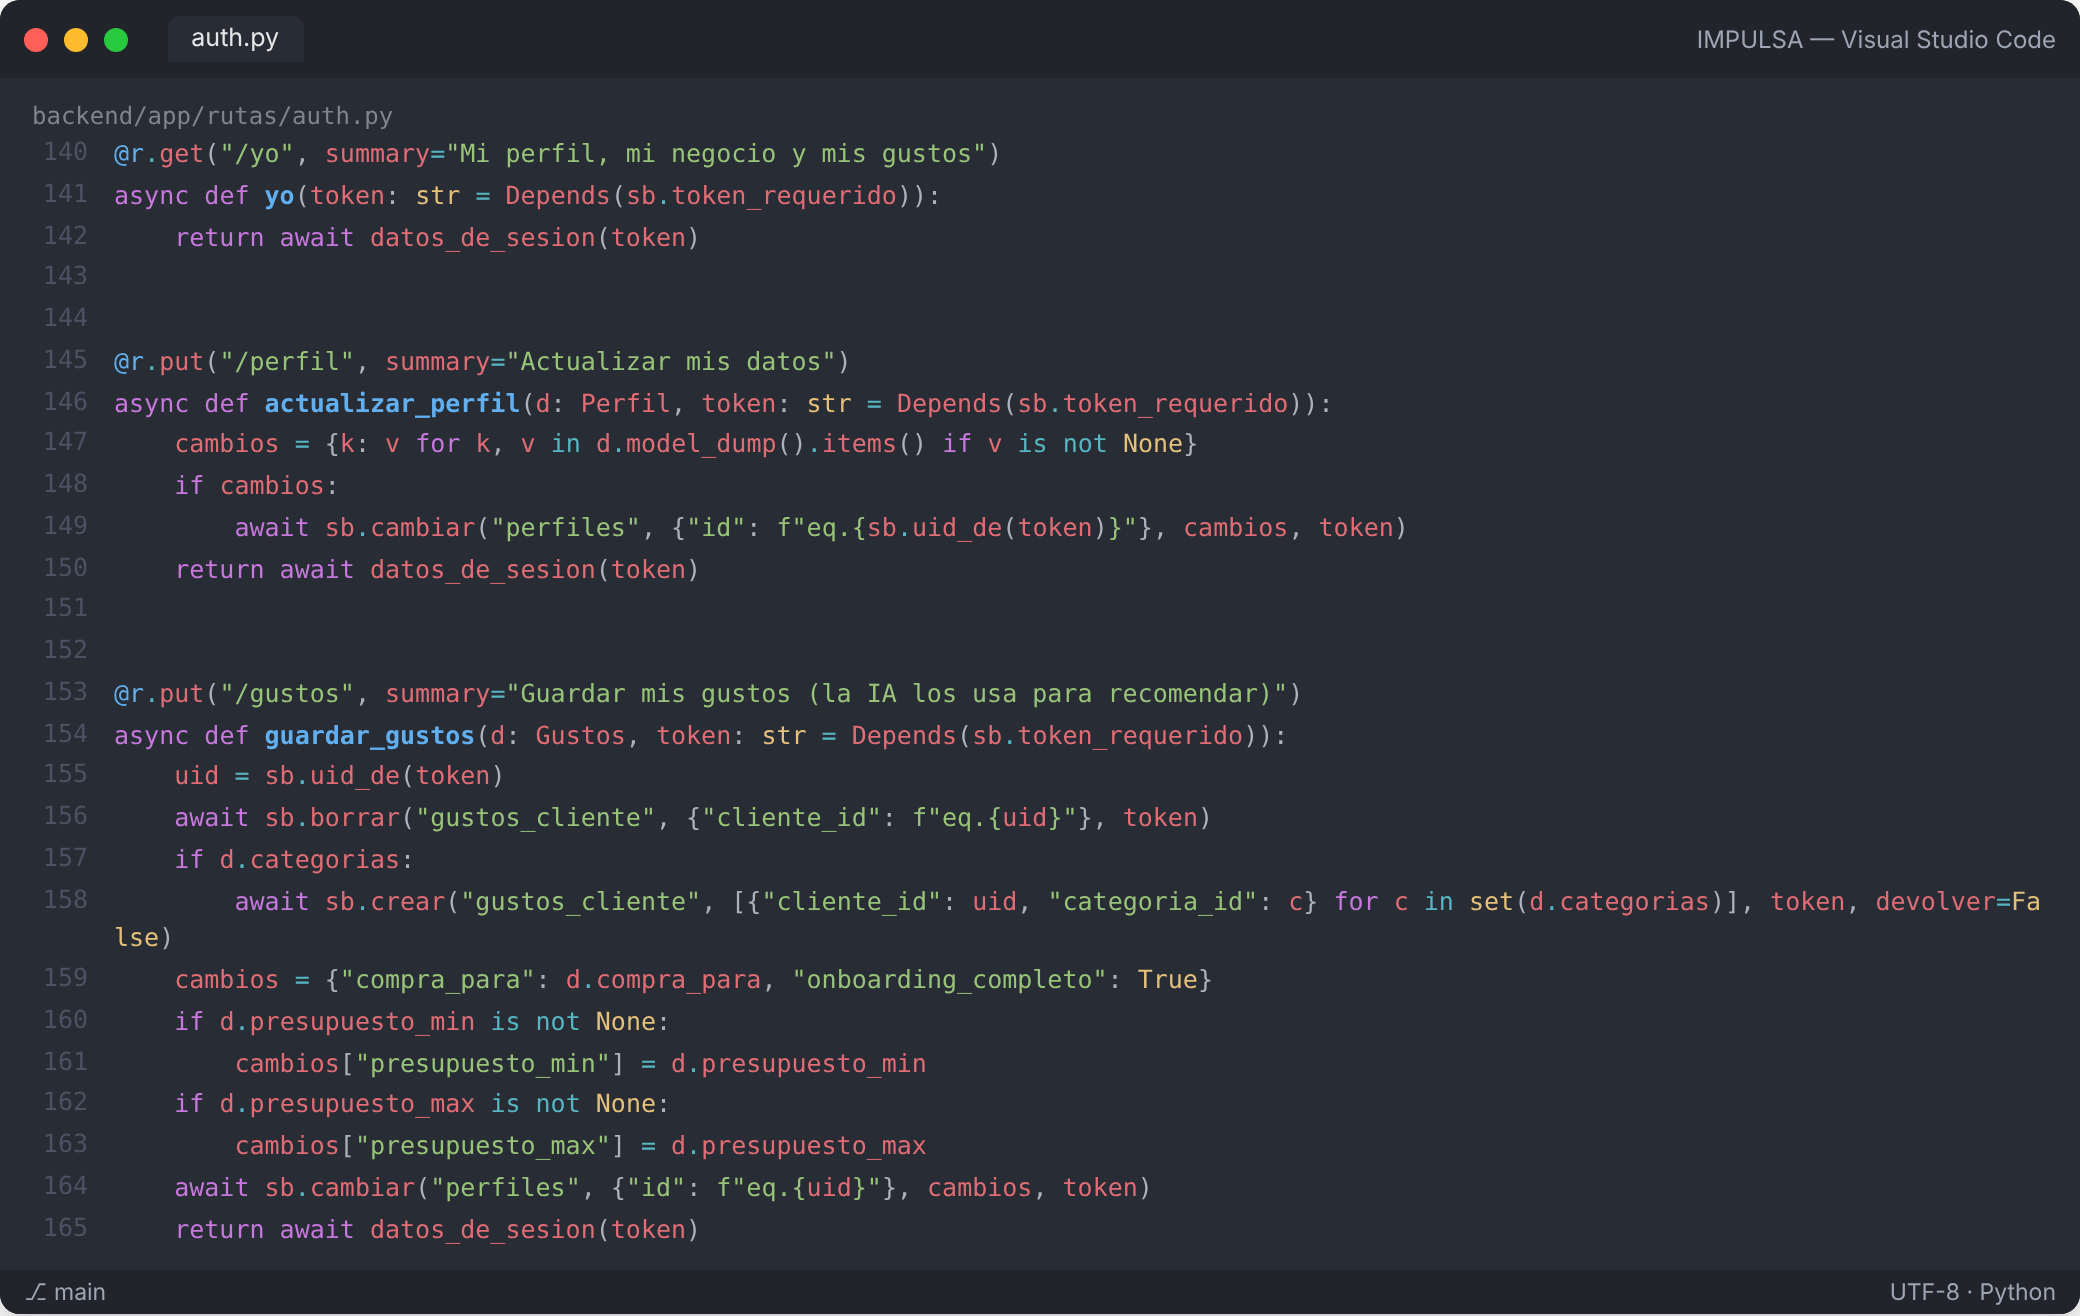 auth.py
IMPULSA — Visual Studio Code
backend/app/rutas/auth.py
140 @r.get("/yo", summary="Mi perfil, mi negocio y mis gustos")
141 async def yo(token: str = Depends(sb.token_requerido)):
142     return await datos_de_sesion(token)
143
144
145 @r.put("/perfil", summary="Actualizar mis datos")
146 async def actualizar_perfil(d: Perfil, token: str = Depends(sb.token_requerido)):
147     cambios = {k: v for k, v in d.model_dump().items() if v is not None}
148     if cambios:
149         await sb.cambiar("perfiles", {"id": f"eq.{sb.uid_de(token)}"}, cambios, token)
150     return await datos_de_sesion(token)
151
152
153 @r.put("/gustos", summary="Guardar mis gustos (la IA los usa para recomendar)")
154 async def guardar_gustos(d: Gustos, token: str = Depends(sb.token_requerido)):
155     uid = sb.uid_de(token)
156     await sb.borrar("gustos_cliente", {"cliente_id": f"eq.{uid}"}, token)
157     if d.categorias:
158         await sb.crear("gustos_cliente", [{"cliente_id": uid, "categoria_id": c} for c in set(d.categorias)], token, devolver=Fa
lse)
159     cambios = {"compra_para": d.compra_para, "onboarding_completo": True}
160     if d.presupuesto_min is not None:
161         cambios["presupuesto_min"] = d.presupuesto_min
162     if d.presupuesto_max is not None:
163         cambios["presupuesto_max"] = d.presupuesto_max
164     await sb.cambiar("perfiles", {"id": f"eq.{uid}"}, cambios, token)
165     return await datos_de_sesion(token)
⎇ main
UTF-8 · Python